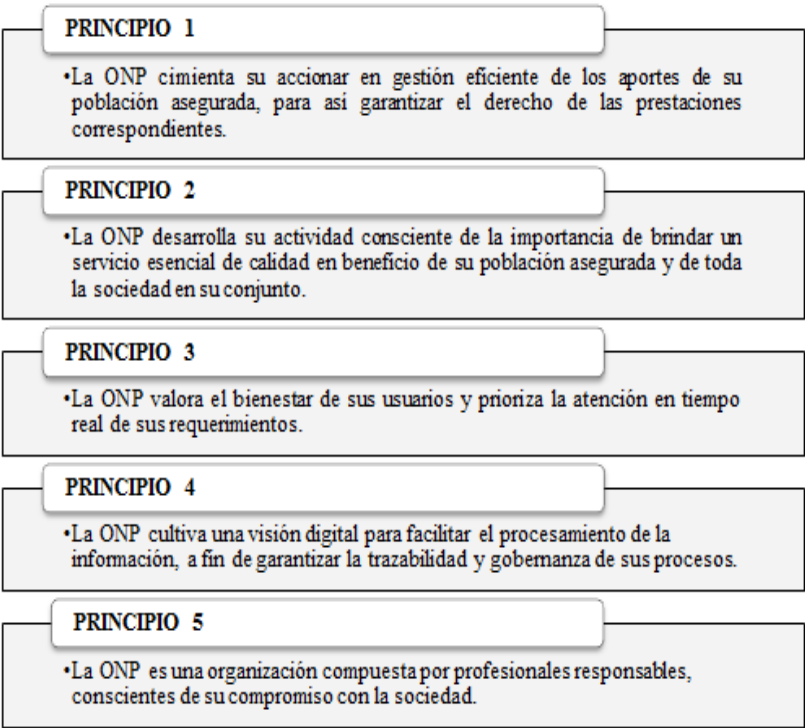 PRINCIPIO 1
•La ONP cimienta su accionar en gestión eficiente de los aportes de su
población asegurada, para así garantizar el derecho de las prestaciones
correspondientes.
PRINCIPIO 2
•La ONP desarrolla su actividad consciente de la importancia de brindar un
servicio esencial de calidad en beneficio de su población asegurada y de toda
la sociedad en su conjunto.
PRINCIPIO 3
•La ONP valora el bienestar de sus usuarios y prioriza la atención en tiempo
real de sus requerimientos.
PRINCIPIO 4
•La ONP cultiva una visión digital para facilitar el procesamiento de la
información, a fin de garantizar la trazabilidad y gobernanza de sus procesos.
PRINCIPIO 5
•La ONP es una organización compuesta por profesionales responsables,
conscientes de su compromiso con la sociedad.